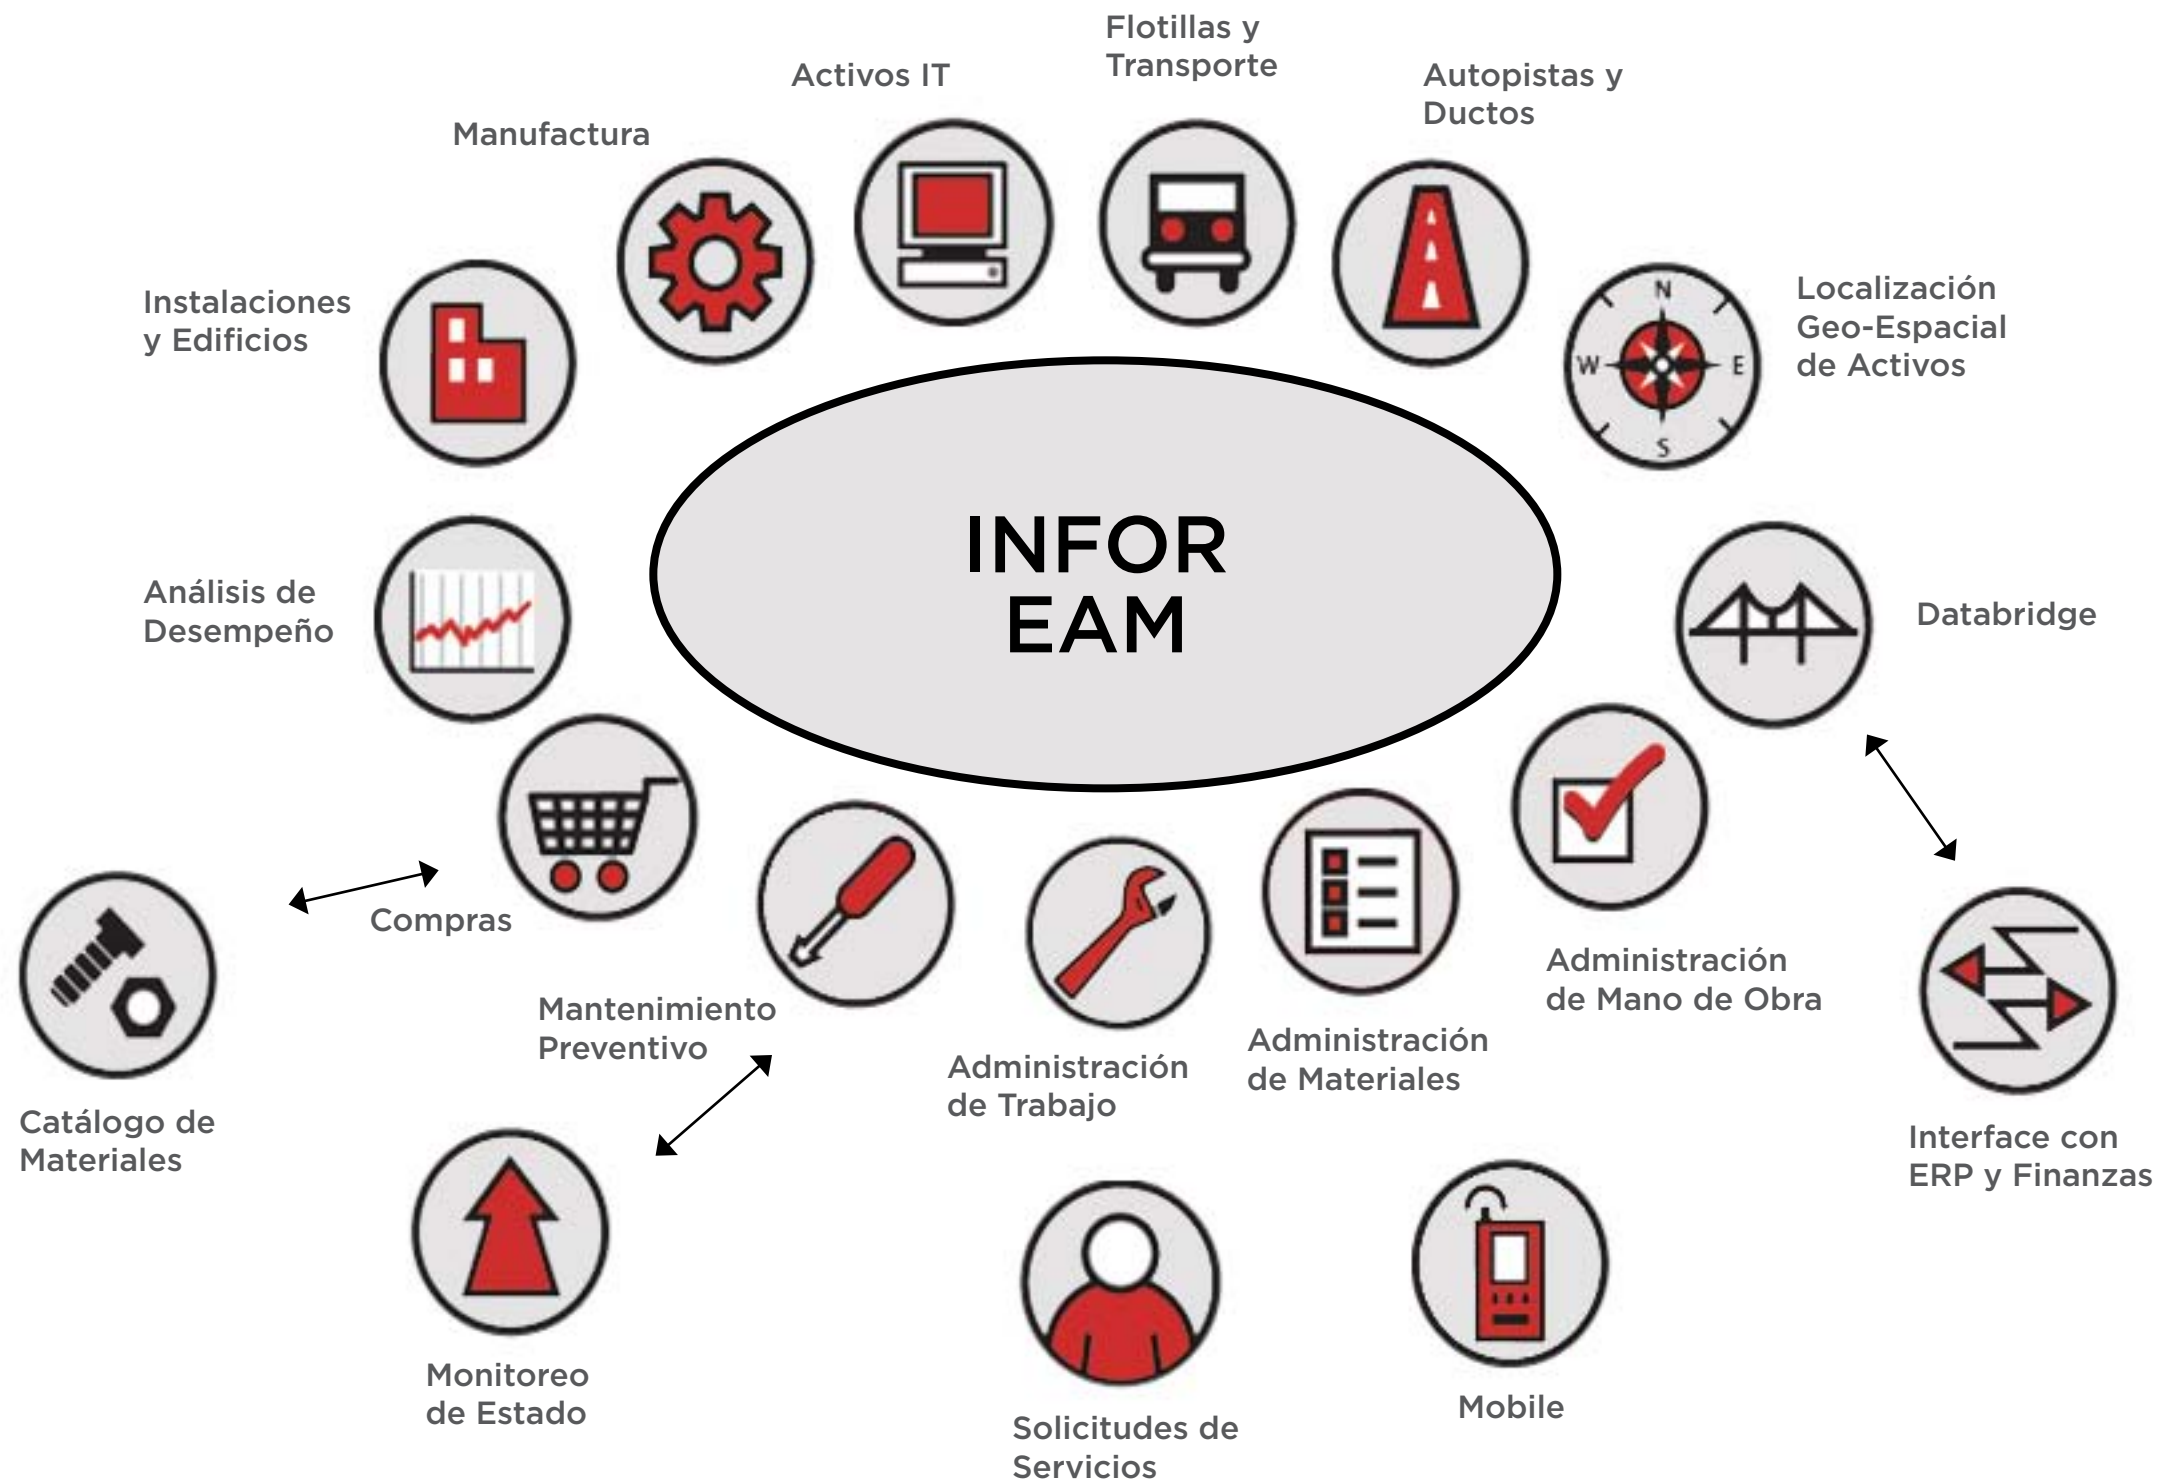 Flotillas y
Transporte
Activos IT
Autopistas y
Ductos
Manufactura
Instalaciones
y Edificios
N
W
E
S
Localización
Geo-Espacial
de Activos
INFOR
EAM
Análisis de
Desempeño
Databridge
Compras
Administración
de Mano de Obra
Mantenimiento
Preventivo
Administración
de Materiales
Administración
de Trabajo
Catálogo de
Materiales
Interface con
ERP y Finanzas
Monitoreo
de Estado
Mobile
Solicitudes de
Servicios